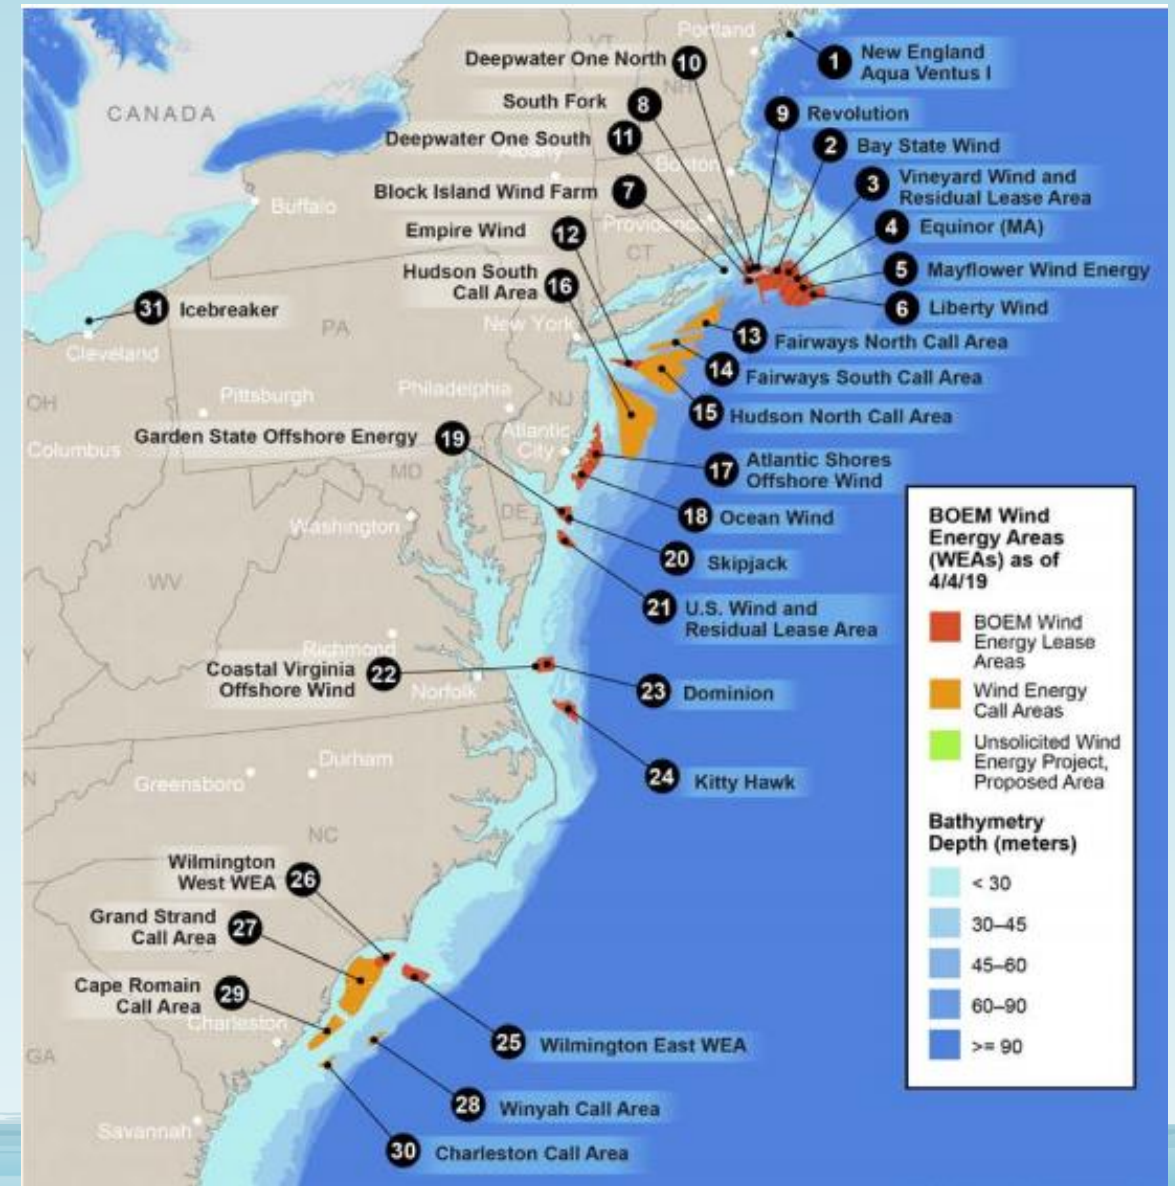 Portland
VT
Deepwater One North
10
1
New England
Aqua Ventus I
NH
South Fork
8
9
Revolution
CANADA
Deepwater One South
11
2
Bay State Wind
Albany
Boston
3
Vineyard Wind and
Residual Lease Area
Block Island Wind Farm
7
Buffalo
Providence
4
Equinor (MA)
Empire Wind
12
CT
5
Mayflower Wind Energy
Hudson South
Call Area
16
6
Liberty Wind
31
Icebreaker
PA
New York
13
Fairways North Call Area
Cleveland
14
Fairways South Call Area
Pittsburgh
Philadelphia
NJ
OH
15
Hudson North Call Area
Garden State Offshore Energy
19
Atlantic
City
Columbus
MD
17
Atlantic Shores
Offshore Wind
DE
18
Ocean Wind
Washington
20
Skipjack
WV
21
U.S. Wind and
Residual Lease Area
Richmond
Coastal Virginia
Offshore Wind
22
Norfolk
23
Dominion
24
Kitty Hawk
Durham
Greensboro
NC
Wilmington
West WEA
26
Grand Strand
Call Area
27
Cape Romain
Call Area
29
Charleston
25
Wilmington East WEA
GA
28
Winyah Call Area
Savannah
30
Charleston Call Area
BOEM Wind
Energy Areas
(WEAs) as of
4/4/19
BOEM Wind
Energy Lease
Areas
Wind Energy
Call Areas
Unsolicited Wind
Energy Project,
Proposed Area
Bathymetry
Depth (meters)
< 30
30–45
45–60
60–90
>= 90